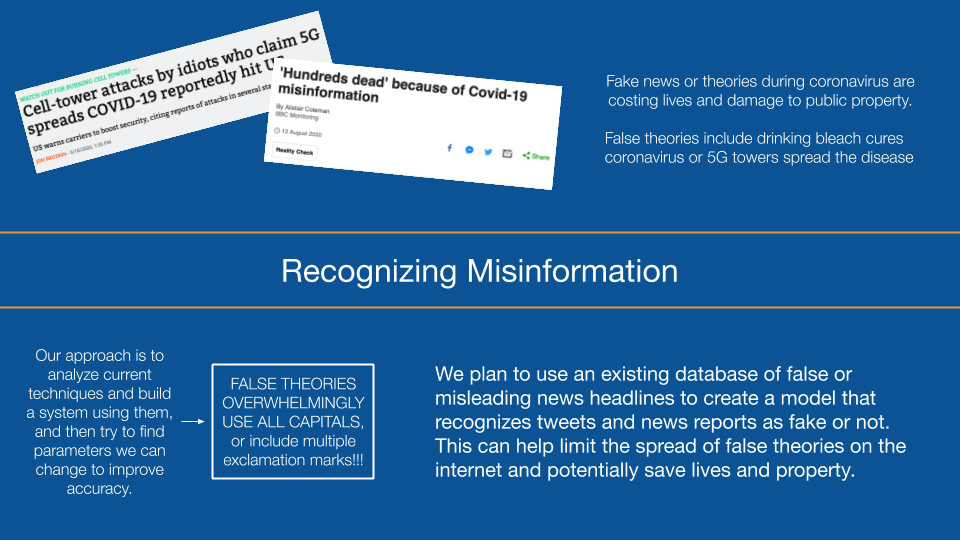 WATCH OUT FOR BURNING CELL TOWERS —
Cell-tower attacks by idiots who claim 5G
spreads COVID-19 reportedly hit US
US warns carriers to boost security, citing reports of attacks in several sta
JON BRODKIN - 5/18/2020, 1:35 PM
'Hundreds dead' because of Covid-19
misinformation
By Alistair Coleman
BBC Monitoring
12 August 2020
Reality Check
Share
Fake news or theories during coronavirus are
costing lives and damage to public property.
False theories include drinking bleach cures
coronavirus or 5G towers spread the disease
Recognizing Misinformation
Our approach is to
analyze current
techniques and build
a system using them,
and then try to find
parameters we can
change to improve
accuracy.
FALSE THEORIES
OVERWHELMINGLY
USE ALL CAPITALS,
or include multiple
exclamation marks!!!
We plan to use an existing database of false or
misleading news headlines to create a model that
recognizes tweets and news reports as fake or not.
This can help limit the spread of false theories on the
internet and potentially save lives and property.